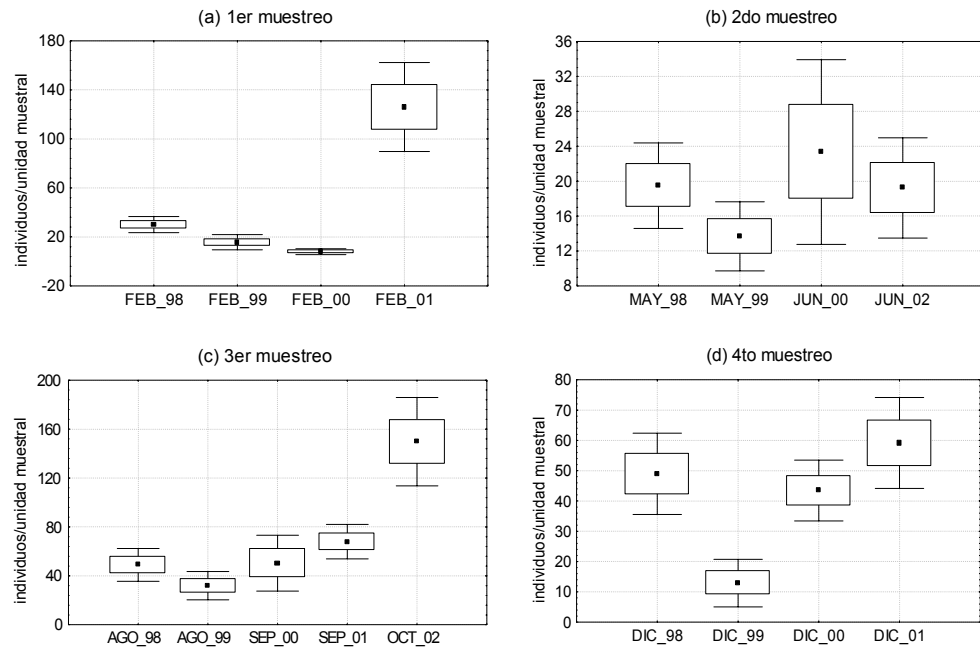 (a) 1er muestreo
individuos/unidad muestral
180
140
100
60
20
-20
FEB_98 FEB_99 FEB_00 FEB_01
(b) 2do muestreo
individuos/unidad muestral
36
32
28
24
20
16
12
8
MAY_98 MAY_99 JUN_00 JUN_02
(c) 3er muestreo
individuos/unidad muestral
200
160
120
80
40
0
AGO_98 AGO_99 SEP_00 SEP_01 OCT_02
(d) 4to muestreo
individuos/unidad muestral
80
70
60
50
40
30
20
10
0
DIC_98 DIC_99 DIC_00 DIC_01